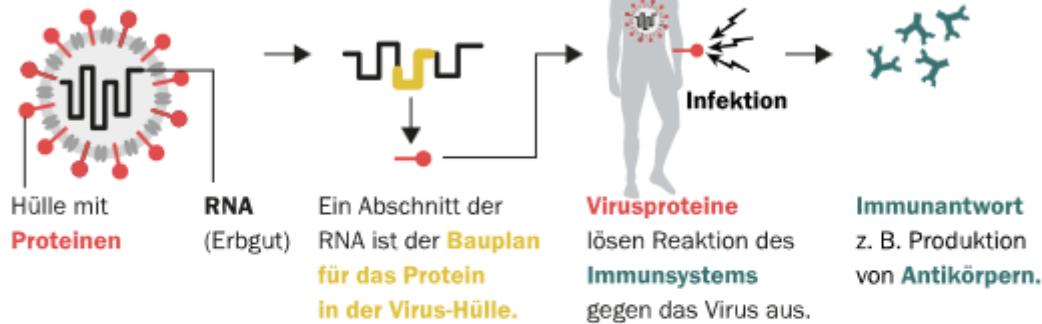 Infektion
Hülle mit
Proteinen
RNA
(Erbgut)
Ein Abschnitt der
RNA ist der Bauplan
für das Protein
in der Virus-Hülle.
Virusproteine
lösen Reaktion des
Immunsystems
gegen das Virus aus.
Immunantwort
z. B. Produktion
von Antikörpern.